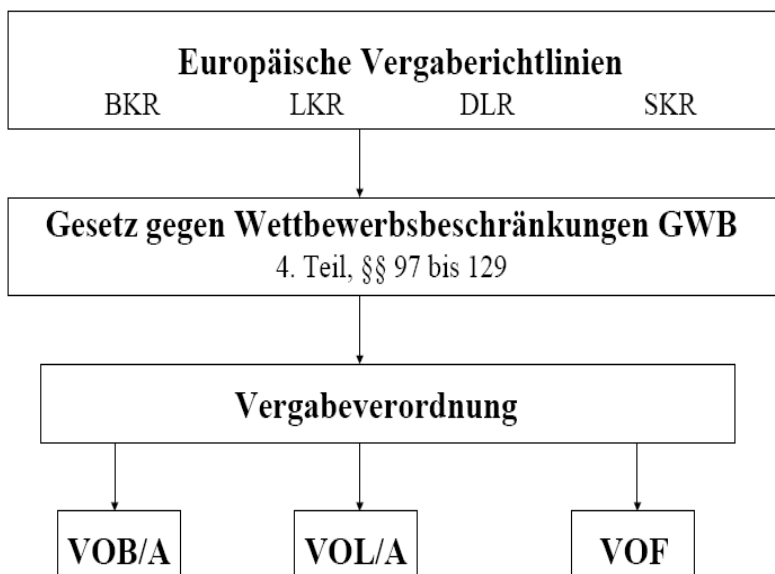 Europäische Vergaberichtlinien
BKR LKR DLR SKR
Gesetz gegen Wettbewerbsbeschränkungen GWB
4. Teil, §§ 97 bis 129
Vergabeverordnung
VOB/A VOL/A VOF